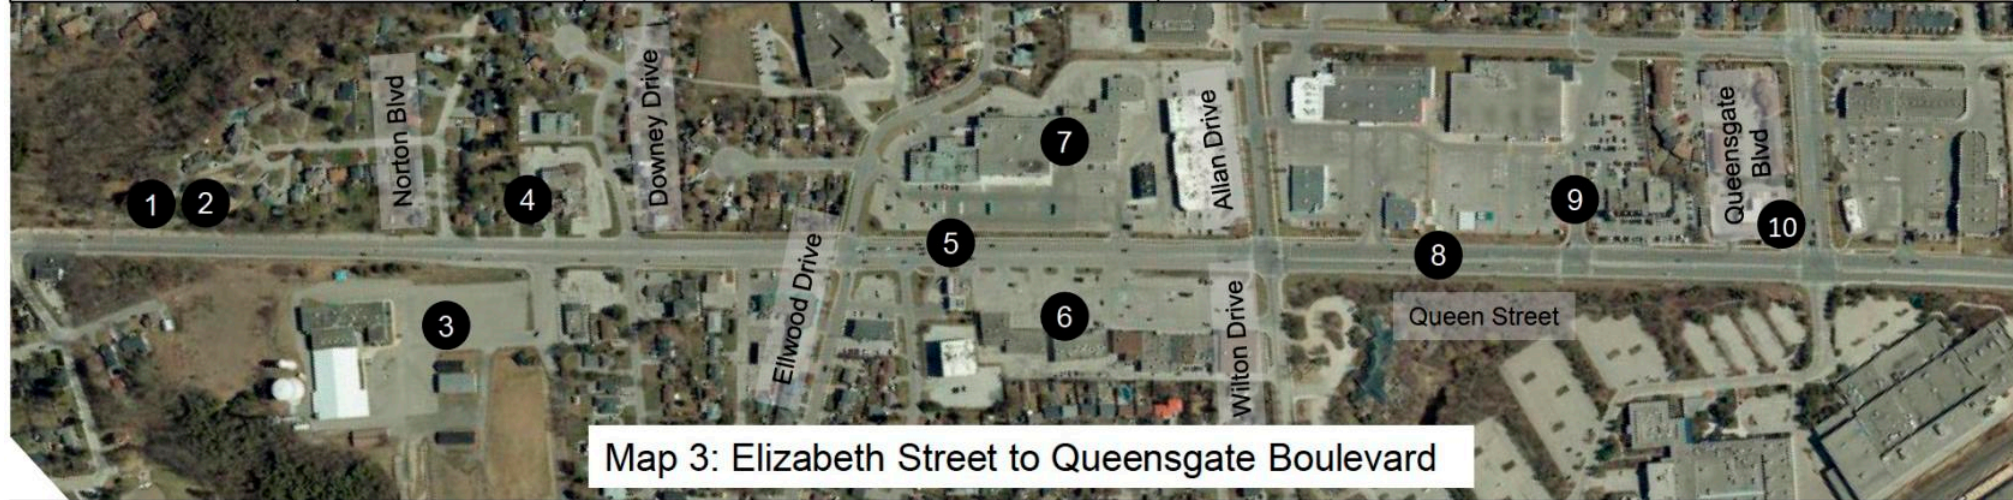 Norton Blvd
Downey Drive
Allan Drive
Queensgate
Blvd
1
2
4
7
9
10
5
8
Ellwood Drive
3
6
Wilton Drive
Queen Street
Map 3: Elizabeth Street to Queensgate Boulevard